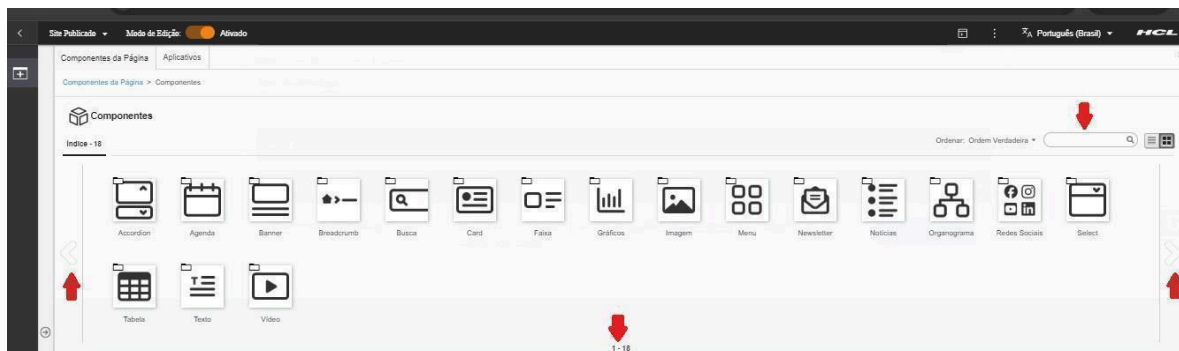 Site Publicado Modo de Edição: Ativado Português (Brasil) HCL
Componentes da Página Aplicativos
Componentes da Página > Componentes
Componentes
Indice - 18
Ordenar: Ordem Verdadeira
Accordion Agenda Banner Breadcrumb Busca Card Faixa Gráficos Imagem Menu Newsletter Notícias Organograma Redes Sociais Select
Tabela Texto Vídeo
1 - 18